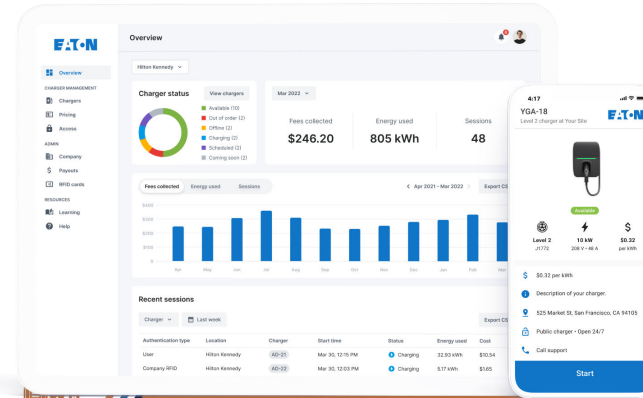 EATON
Overview
CHARGER MANAGEMENT
Chargers
Pricing
Access
ADMIN
Company
Payouts
RFID cards
RESOURCES
Learning
Help
Overview
Hilton Kennedy
Charger status
View chargers
Available (10)
Out of order (2)
Offline (2)
Charging (2)
Scheduled (2)
Coming soon (2)
Mar 2022
Fees collected
Energy used
Sessions
$246.20
805 kWh
48
Fees collected
Energy used
Sessions
Apr 2021 - Mar 2022
Export CS
$400
$300
$200
$100
0
Apr
May
Jun
Jul
Aug
Sep
Oct
Nov
Dec
Jan
Feb
Mar
Recent sessions
Charger
Last week
Export CS
Authentication type Location Charger Start time Status Energy used Cost
User Hilton Kennedy AD-21 Mar 30, 12:15 PM Charging 32.93 kWh $10.54
Company RFID Hilton Kennedy AD-22 Mar 30, 12:03 PM Charging 5.17 kWh $1.65
4:17
YGA-18
Level 2 charger at Your Site
EATON
Available
Level 2
J1772
10 kW
208 V • 48 A
$0.32
per kWh
$0.32 per kWh
Description of your charger.
525 Market St, San Francisco, CA 94105
Public charger • Open 24/7
Call support
Start